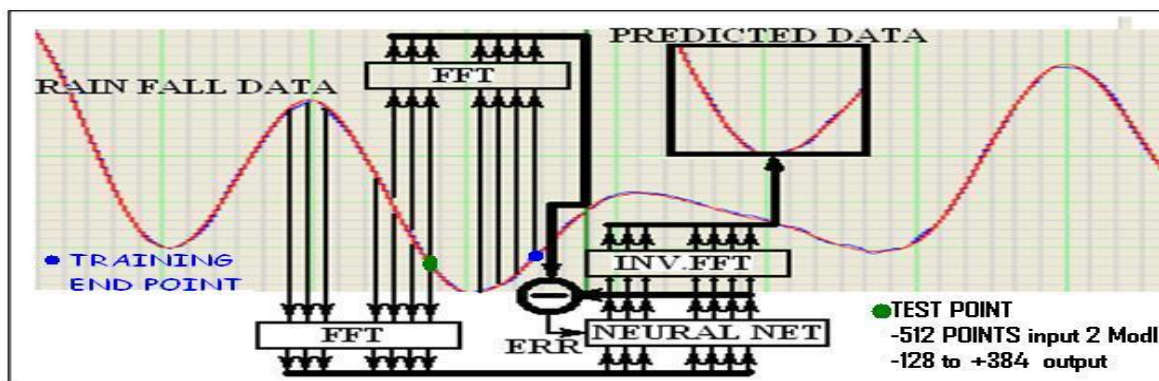 PREDICTED DATA
FFT
RAIN FALL DATA
TRAINING
END POINT
INV.FFT
FFT
ERR
NEURAL NET
TEST POINT
-512 POINTS input 2 Modl
-128 to +384 output